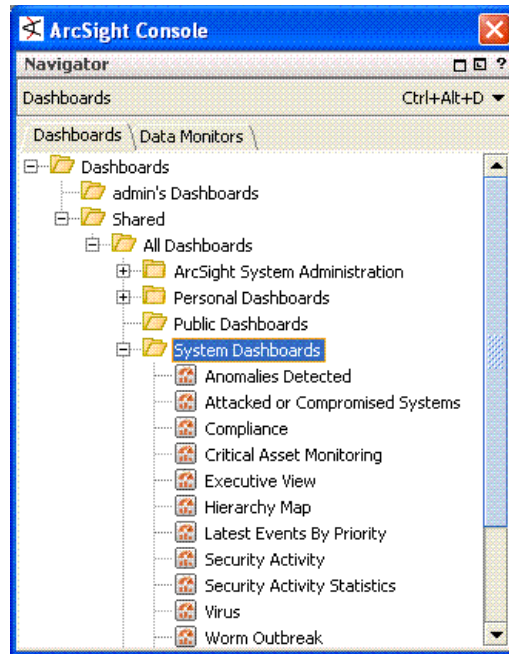 ArcSight Console
Navigator ?
Dashboards Ctrl+Alt+D
Dashboards Data Monitors
Dashboards
admin's Dashboards
Shared
All Dashboards
ArcSight System Administration
Personal Dashboards
Public Dashboards
System Dashboards
Anomalies Detected
Attacked or Compromised Systems
Compliance
Critical Asset Monitoring
Executive View
Hierarchy Map
Latest Events By Priority
Security Activity
Security Activity Statistics
Virus
Worm Outbreak